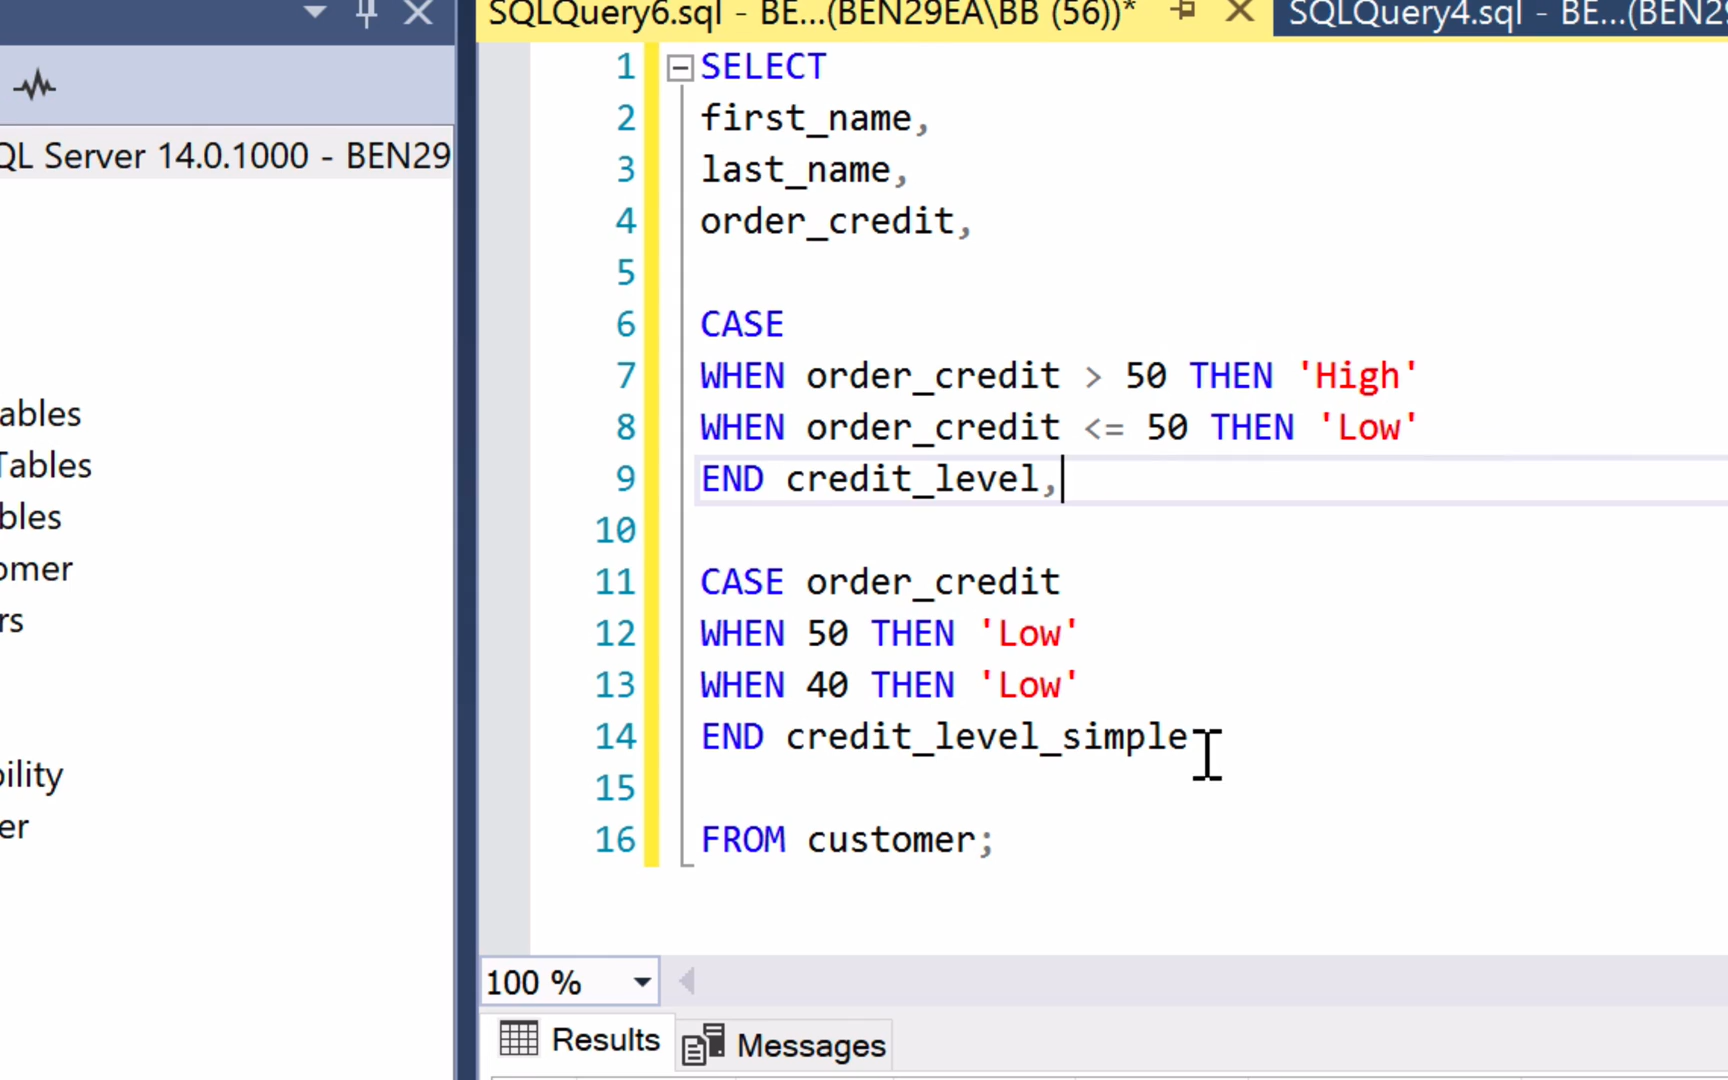 SQLQuery6.sql - BE...(BEN29EA\BB (56))*
SQLQuery4.sql - BE...(BEN29
QL Server 14.0.1000 - BEN29
ables
Tables
bles
omer
rs
ility
er
1 SELECT
2 first_name,
3 last_name,
4 order_credit,
5
6 CASE
7 WHEN order_credit > 50 THEN 'High'
8 WHEN order_credit <= 50 THEN 'Low'
9 END credit_level,
10
11 CASE order_credit
12 WHEN 50 THEN 'Low'
13 WHEN 40 THEN 'Low'
14 END credit_level_simple
15
16 FROM customer;
100 %
Results
Messages